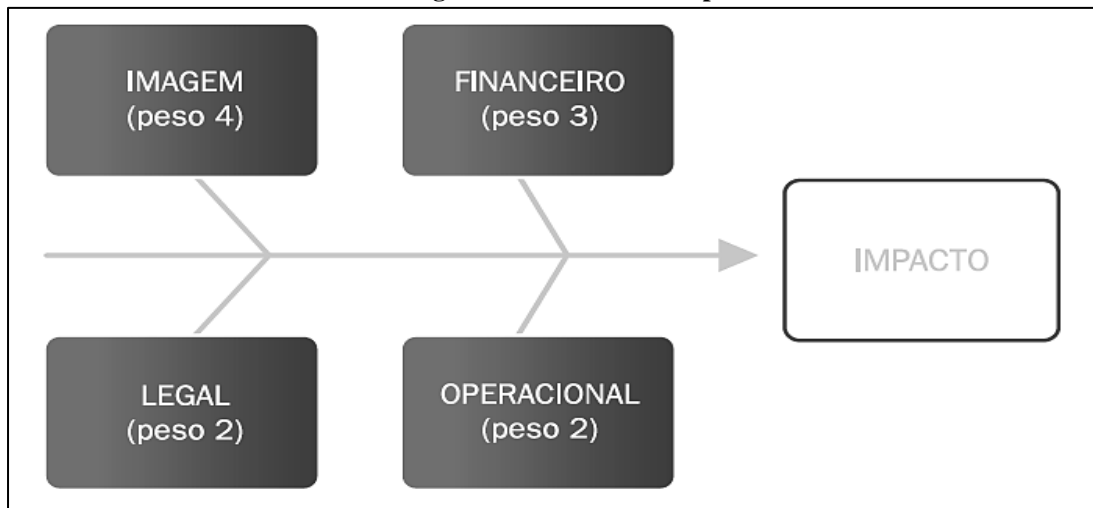 IMAGEM
(peso 4)
FINANCEIRO
(peso 3)
IMPACTO
LEGAL
(peso 2)
OPERACIONAL
(peso 2)